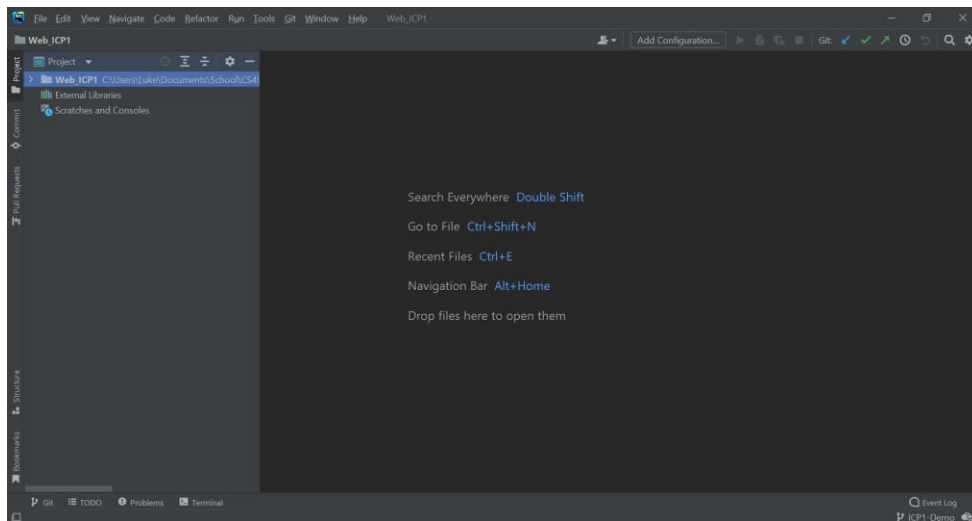 File Edit View Navigate Code Refactor Run Tools Git Window Help Web_ICP1
Web_ICP1
Add Configuration...
Git:
Project
Project
Web_ICP1 C:\Users\Luke\Documents\School\CS4
External Libraries
Scratches and Consoles
Commit
Pull Requests
Search Everywhere Double Shift
Go to File Ctrl+Shift+N
Recent Files Ctrl+E
Navigation Bar Alt+Home
Drop files here to open them
Structure
Bookmarks
Git TODO Problems Terminal
Event Log
ICP1-Demo